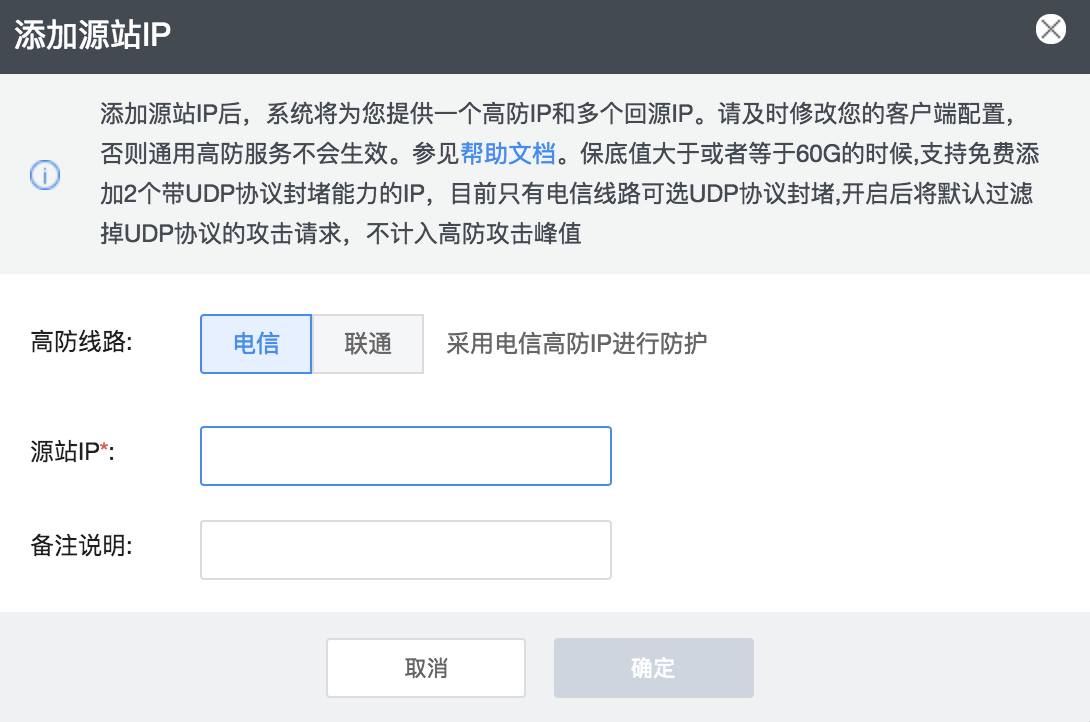 添加源站IP
添加源站IP后，系统将为您提供一个高防IP和多个回源IP。请及时修改您的客户端配置，
否则通用高防服务不会生效。参见帮助文档。保底值大于或者等于60G的时候,支持免费添
加2个带UDP协议封堵能力的IP，目前只有电信线路可选UDP协议封堵,开启后将默认过滤
掉UDP协议的攻击请求，不计入高防攻击峰值
高防线路: 电信 联通 采用电信高防IP进行防护
源站IP*:
备注说明:
取消 确定